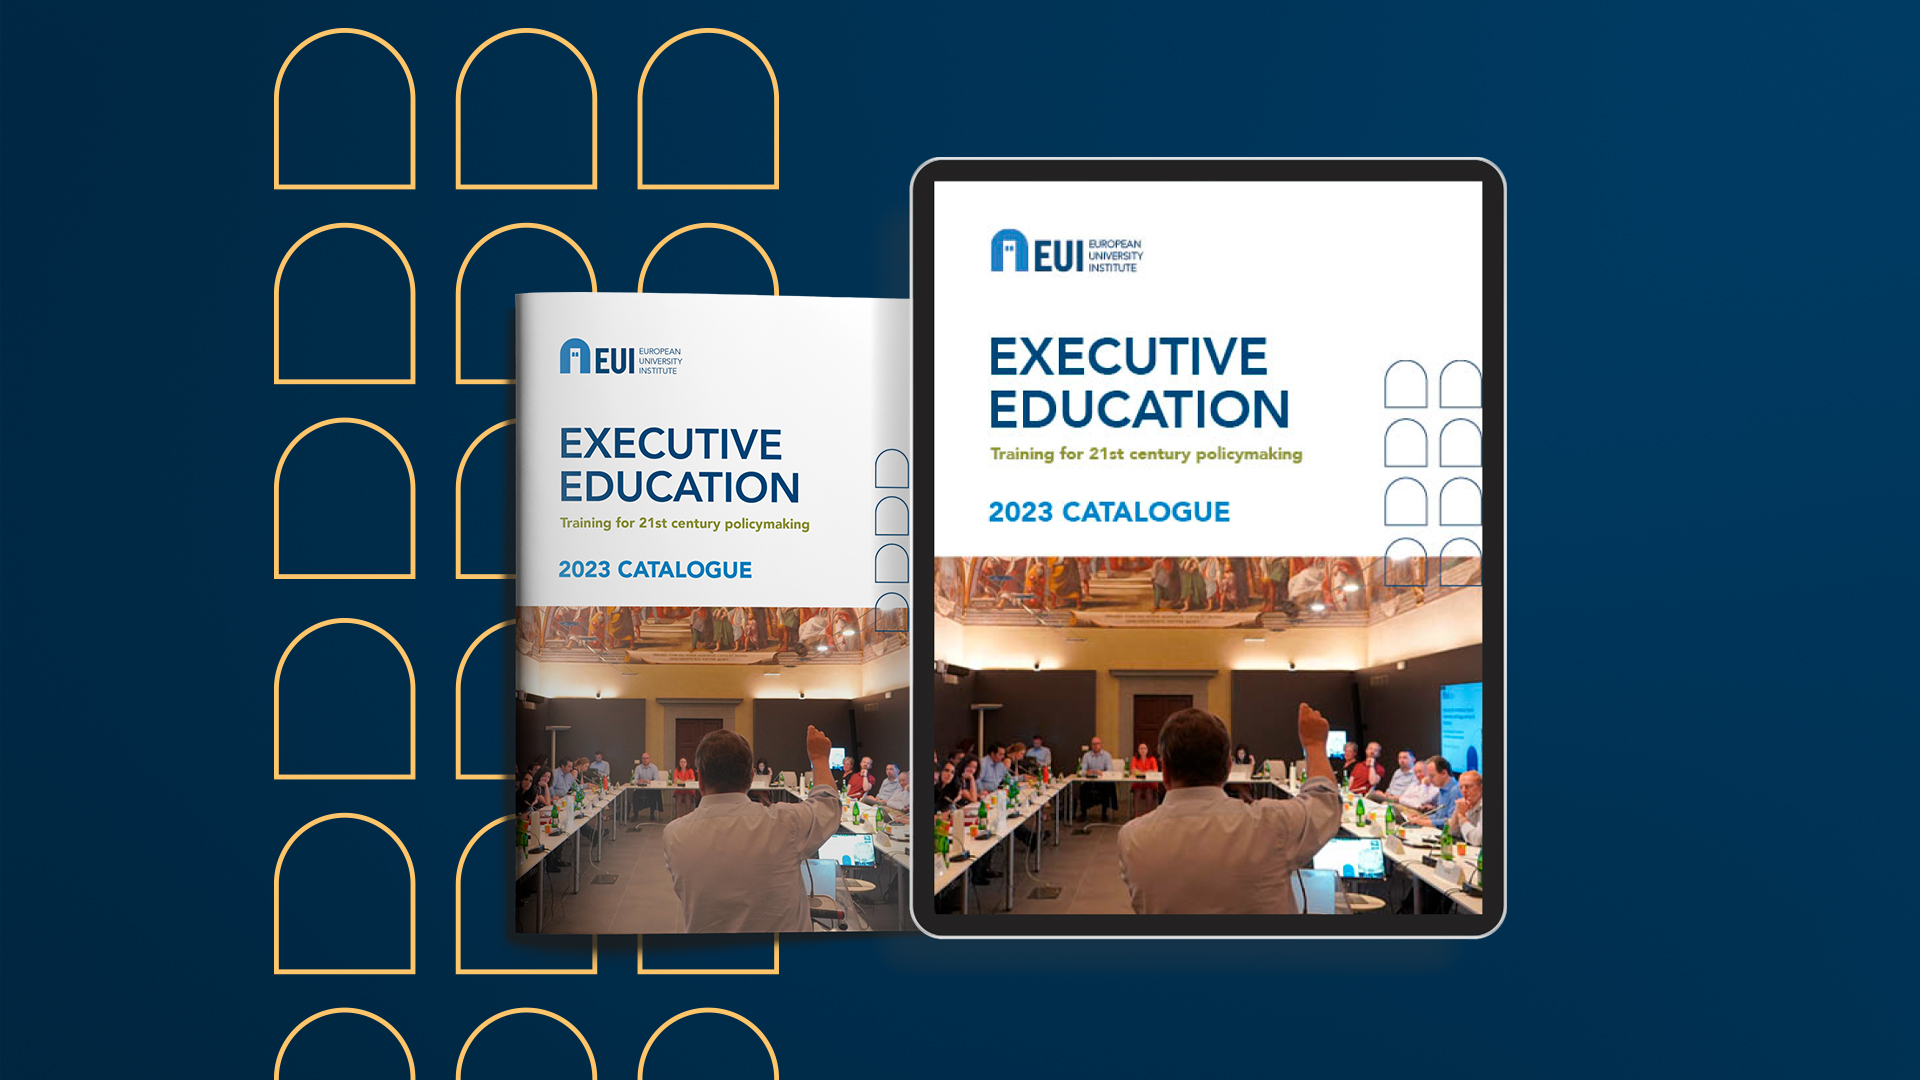 EUI
EUROPEAN
UNIVERSITY
INSTITUTE
EXECUTIVE
EDUCATION
Training for 21st century policymaking
2023 CATALOGUE
EUI
EUROPEAN
UNIVERSITY
INSTITUTE
EXECUTIVE
EDUCATION
Training for 21st century policymaking
2023 CATALOGUE